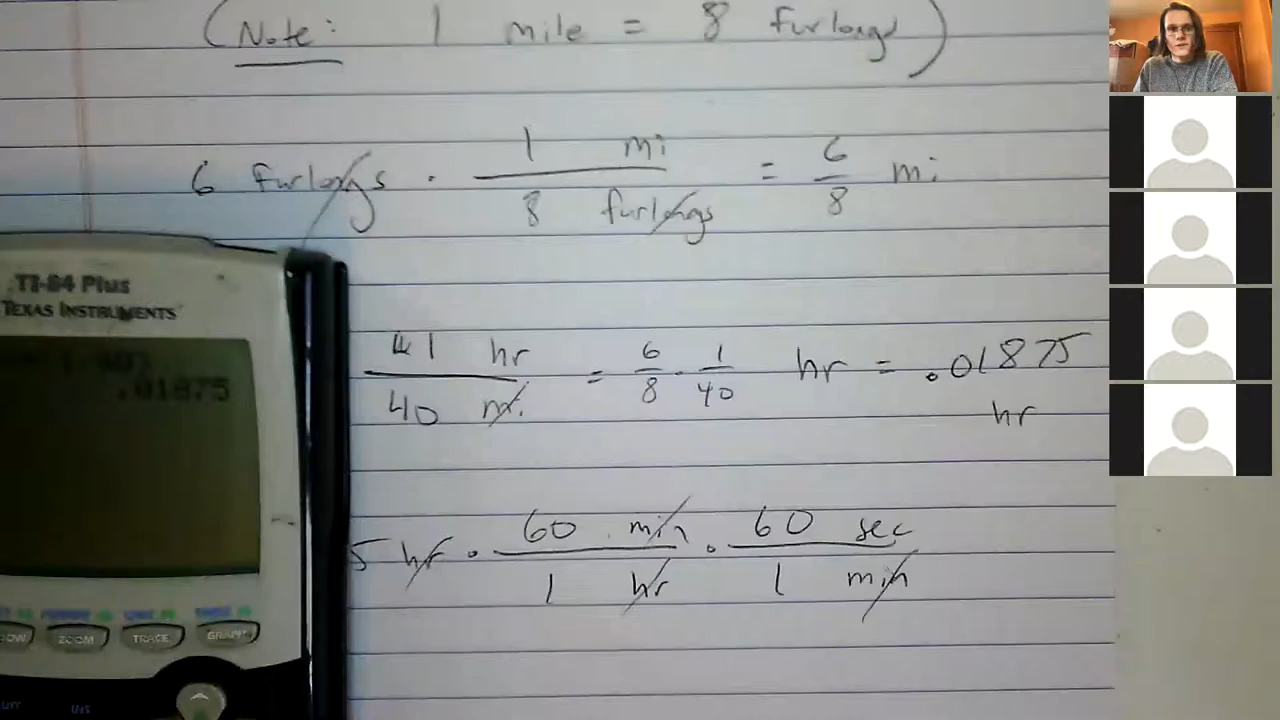 (Note: 1 mile = 8 furlongs)
6 furlongs · 1 mi / 8 furlongs = 6/8 mi
TI-84 Plus
TEXAS INSTRUMENTS
.01875
41 hr / 40 mi = 6/8 · 1/40 hr = .01875
hr
5 hr · 60 min / 1 hr · 60 sec / 1 min
ZOOM TRACE GRAPH